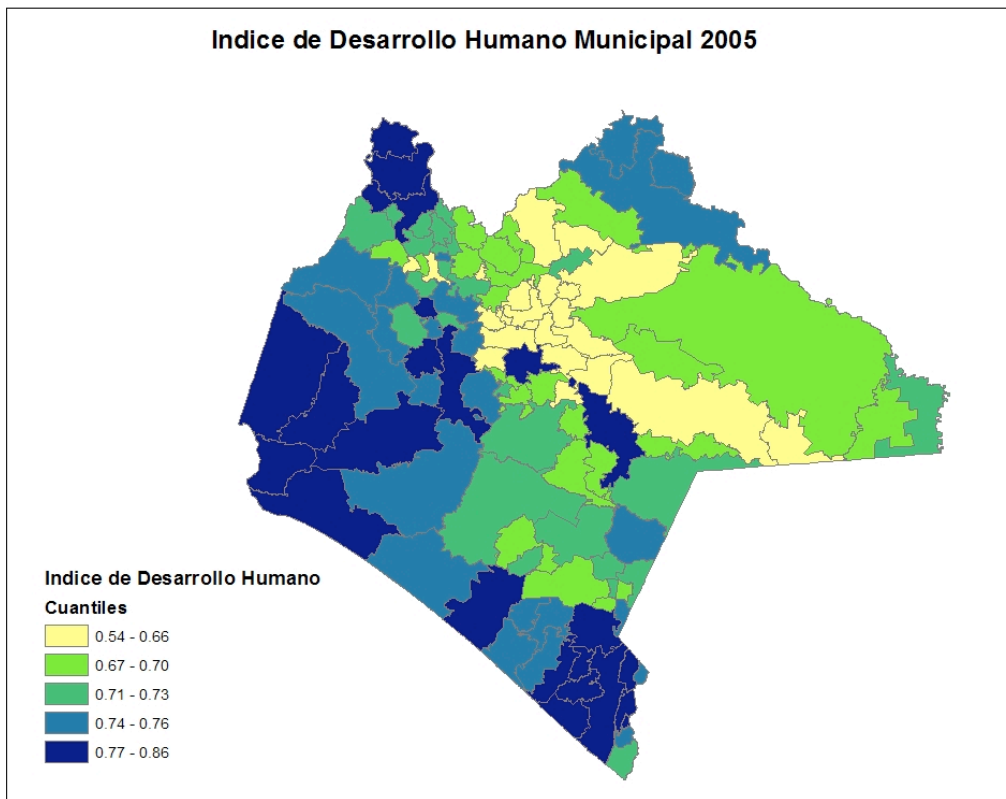 Indice de Desarrollo Humano Municipal 2005
Indice de Desarrollo Humano
Cuantiles
0.54 - 0.66
0.67 - 0.70
0.71 - 0.73
0.74 - 0.76
0.77 - 0.86